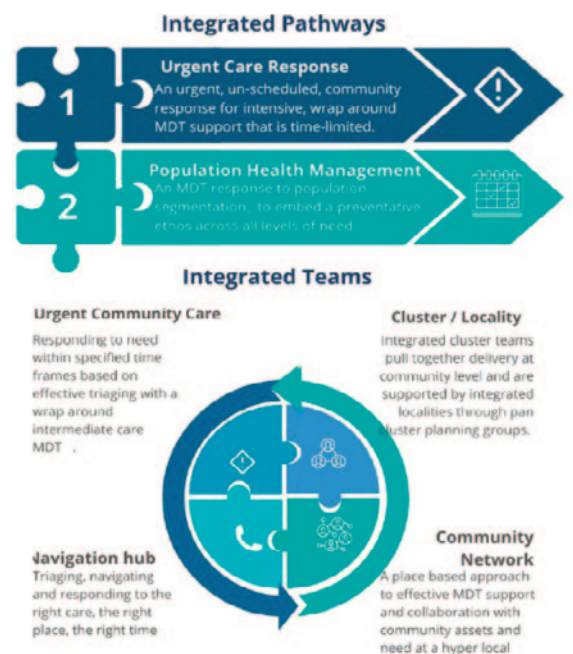 Integrated Pathways
1
Urgent Care Response
An urgent, un-scheduled, community
response for intensive, wrap around
MDT support that is time-limited.
2
Population Health Management
An MDT response to population
segmentation, to embed a preventative
ethos across all levels of need.
Integrated Teams
Urgent Community Care
Responding to need
within specified time
frames based on
effective triaging with a
wrap around
intermediate care
MDT .
Cluster / Locality
Integrated cluster teams
pull together delivery at
community level and are
supported by integrated
localities through pan
cluster planning groups.
Navigation hub
Triaging, navigating
and responding to the
right care, the right
place, the right time
Community
Network
A place based approach
to effective MDT support
and collaboration with
community assets and
need at a hyper local